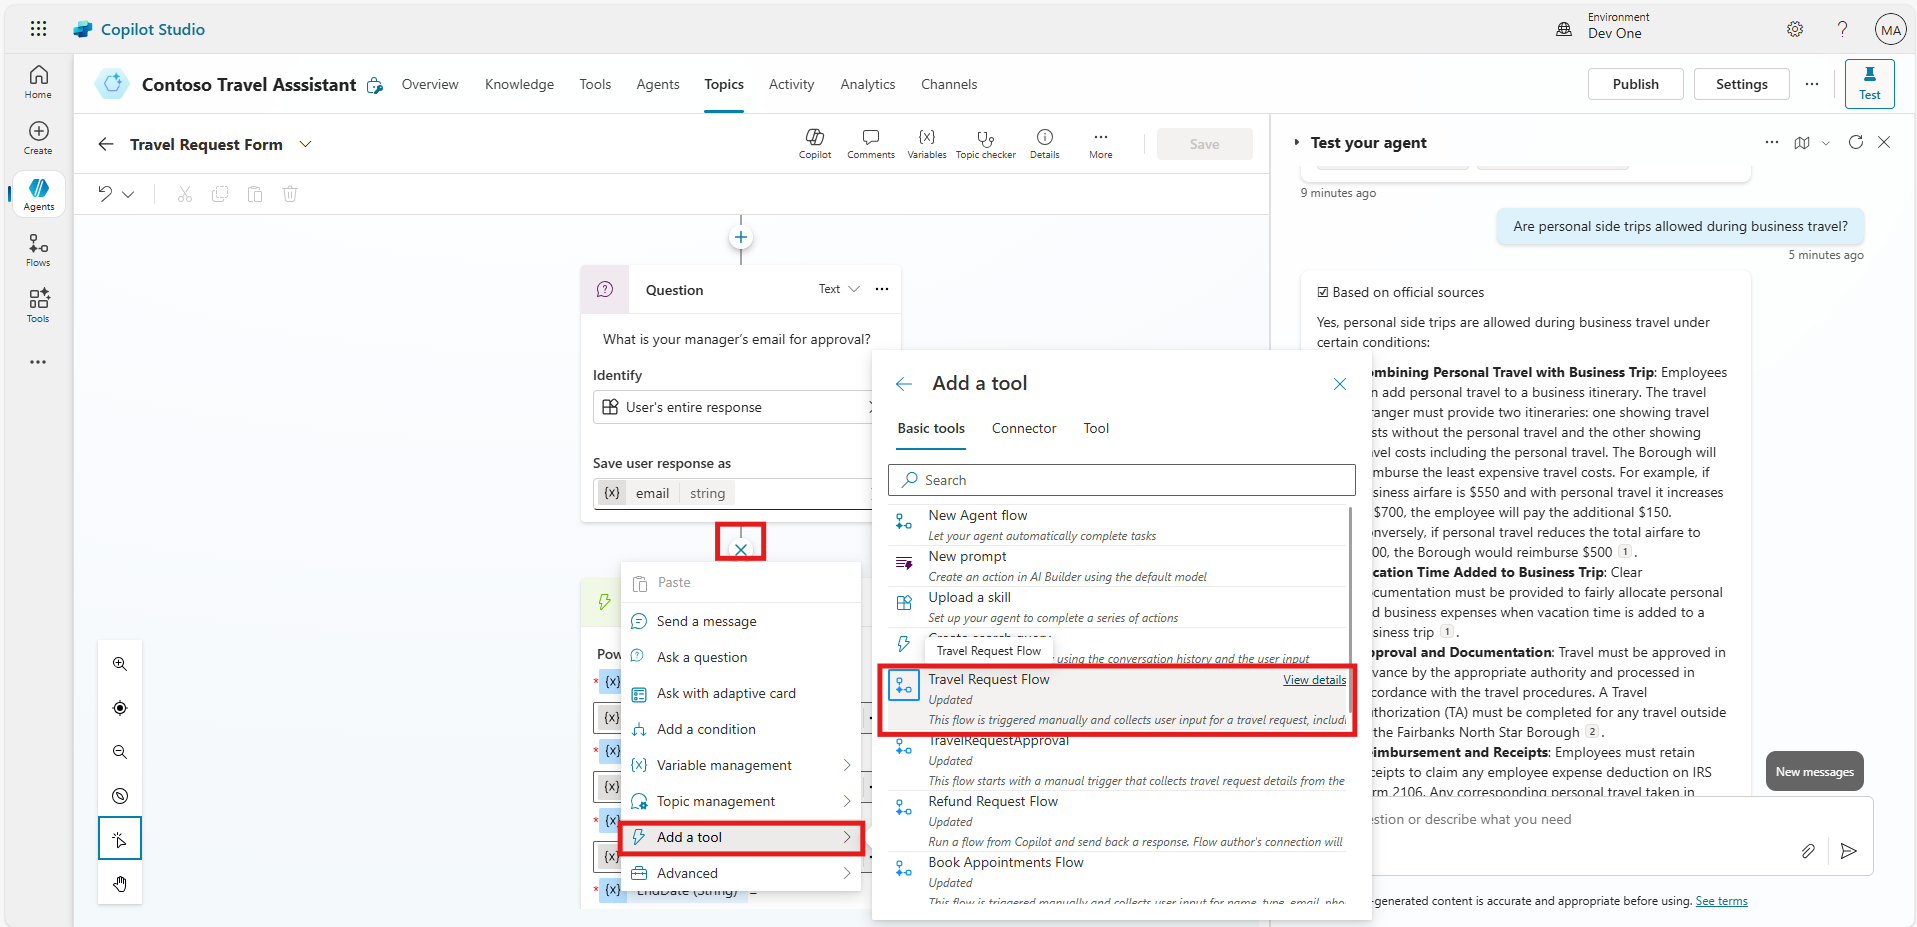 Copilot Studio
Environment
Dev One
MA
Home
Create
Agents
Flows
Tools
Contoso Travel Asssistant
Overview
Knowledge
Tools
Agents
Topics
Activity
Analytics
Channels
Publish
Settings
Test
Travel Request Form
Copilot
Comments
Variables
Topic checker
Details
More
Save
Question
Text
What is your manager's email for approval?
Identify
User's entire response
Save user response as
{x} email string
Paste
Send a message
Ask a question
Ask with adaptive card
Add a condition
Variable management
Topic management
Add a tool
Advanced
Pow
{x}
{x}
{x}
{x}
{x}
{x}
{x} EndDate (String) =
Add a tool
Basic tools
Connector
Tool
Search
New Agent flow
Let your agent automatically complete tasks
New prompt
Create an action in AI Builder using the default model
Upload a skill
Set up your agent to complete a series of actions
Create search query
using the conversation history and the user input
Travel Request Flow
Travel Request Flow
View details
Updated
This flow is triggered manually and collects user input for a travel request, includi
TravelRequestApproval
Updated
This flow starts with a manual trigger that collects travel request details from the
Refund Request Flow
Updated
Run a flow from Copilot and send back a response. Flow author's connection will
Book Appointments Flow
Updated
This flow is triggered manually and collects user input for name, type, email, pho
Test your agent
9 minutes ago
Are personal side trips allowed during business travel?
5 minutes ago
☑ Based on official sources
Yes, personal side trips are allowed during business travel under
certain conditions:
mbining Personal Travel with Business Trip: Employees
n add personal travel to a business itinerary. The travel
ranger must provide two itineraries: one showing travel
sts without the personal travel and the other showing
vel costs including the personal travel. The Borough will
mburse the least expensive travel costs. For example, if
siness airfare is $550 and with personal travel it increases
$700, the employee will pay the additional $150.
nversely, if personal travel reduces the total airfare to
00, the Borough would reimburse $500 1 .
cation Time Added to Business Trip: Clear
ocumentation must be provided to fairly allocate personal
d business expenses when vacation time is added to a
siness trip 1 .
pproval and Documentation: Travel must be approved in
vance by the appropriate authority and processed in
cordance with the travel procedures. A Travel
thorization (TA) must be completed for any travel outside
the Fairbanks North Star Borough 2 .
imbursement and Receipts: Employees must retain
ceipts to claim any employee expense deduction on IRS
rm 2106. Any corresponding personal travel taken in
New messages
estion or describe what you need
-generated content is accurate and appropriate before using. See terms